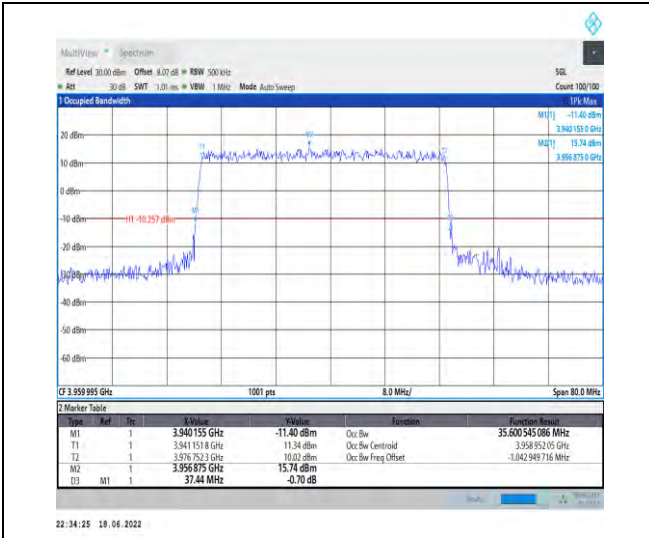 MultiView Spectrum
Ref Level 30.00 dBm Offset 8.07 dB RBW 500 kHz SGL
Att 30 dB SWT 1.01 ms VBW 1 MHz Mode Auto Sweep Count 100/100
1 Occupied Bandwidth 1Pk Max
M1[1] -11.40 dBm
3.940 155 0 GHz
M2[1] 15.74 dBm
3.956 875 0 GHz
20 dBm
M2
T1
T2
10 dBm
0 dBm
-10 dBm
H1 -10.257 dBm
-20 dBm
-30 dBm
-40 dBm
-50 dBm
-60 dBm
CF 3.959 995 GHz 1001 pts 8.0 MHz/ Span 80.0 MHz
2 Marker Table
Type Ref Trc X-Value Y-Value Function Function Result
M1 1 3.940 155 GHz -11.40 dBm Occ Bw 35.600 545 086 MHz
T1 1 3.941 151 8 GHz 11.34 dBm Occ Bw Centroid 3.958 952 05 GHz
T2 1 3.976 752 3 GHz 10.02 dBm Occ Bw Freq Offset -1.042 949 716 MHz
M2 1 3.956 875 GHz 15.74 dBm
D3 M1 1 37.44 MHz -0.70 dB
22:34:25 18.06.2022